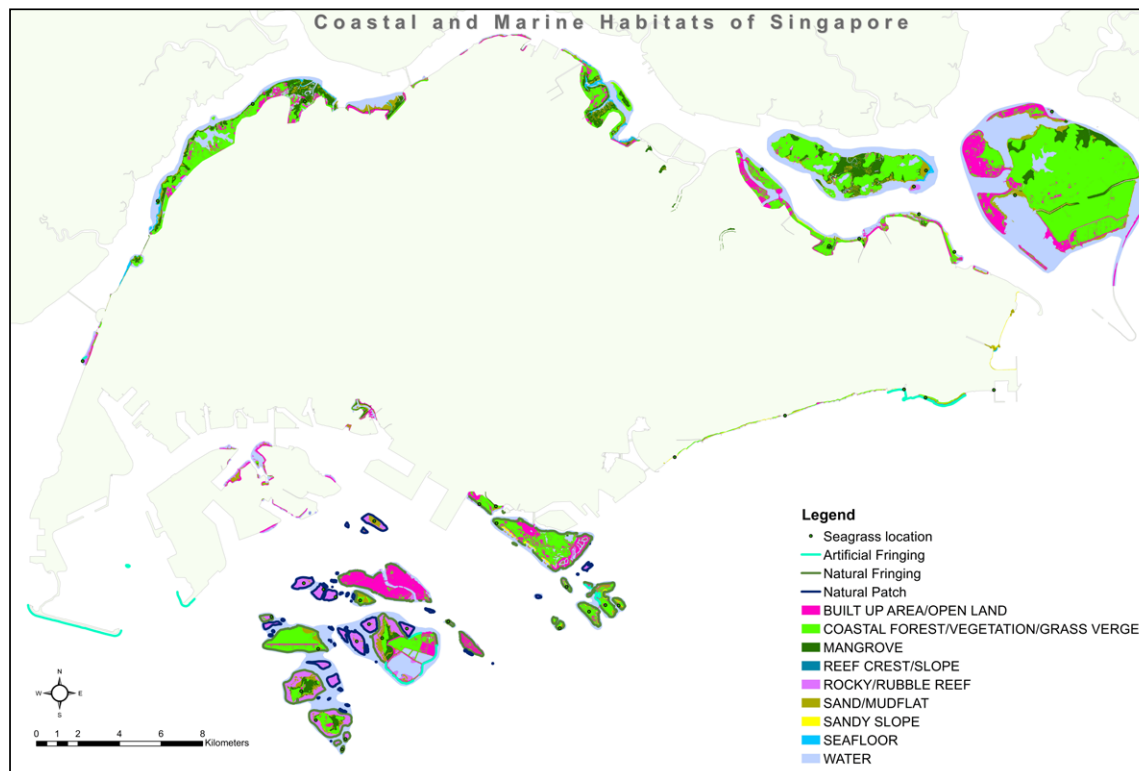 Coastal and Marine Habitats of Singapore
Legend
Seagrass location
Artificial Fringing
Natural Fringing
Natural Patch
BUILT UP AREA/OPEN LAND
COASTAL FOREST/VEGETATION/GRASS VERGE
MANGROVE
REEF CREST/SLOPE
ROCKY/RUBBLE REEF
SAND/MUDFLAT
SANDY SLOPE
SEAFLOOR
WATER
N
W E
S
0 1 2 4 6 8
Kilometers